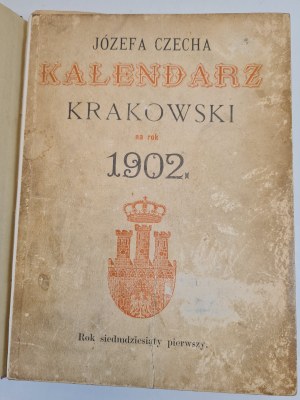 JÓZEFA CZECHA
KALENDARZ
KRAKOWSKI
na rok
1902.
Rok siedmdziesiąty pierwszy.